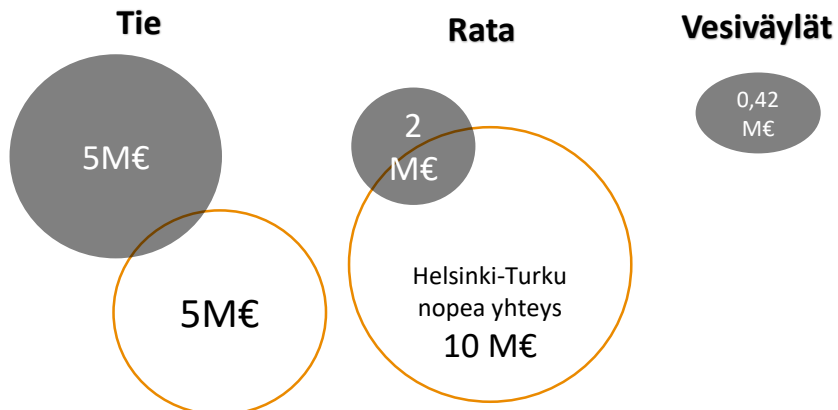 Tie
Rata
Vesiväylät
5M€
2
M€
0,42
M€
5M€
Helsinki-Turku
nopea yhteys
10 M€